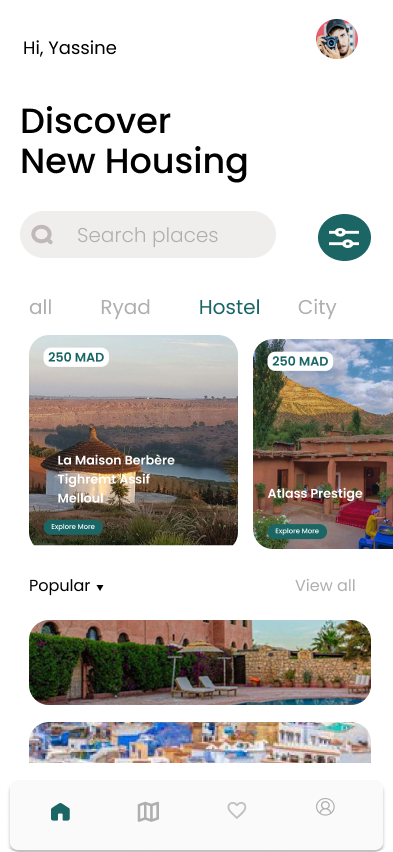 Hi, Yassine
Discover
New Housing
Search places
all Ryad Hostel City
250 MAD
La Maison Berbère
Tighremt Assif
Melloul
Explore More
250 MAD
Atlass Prestige
Explore More
Popular ▾ View all